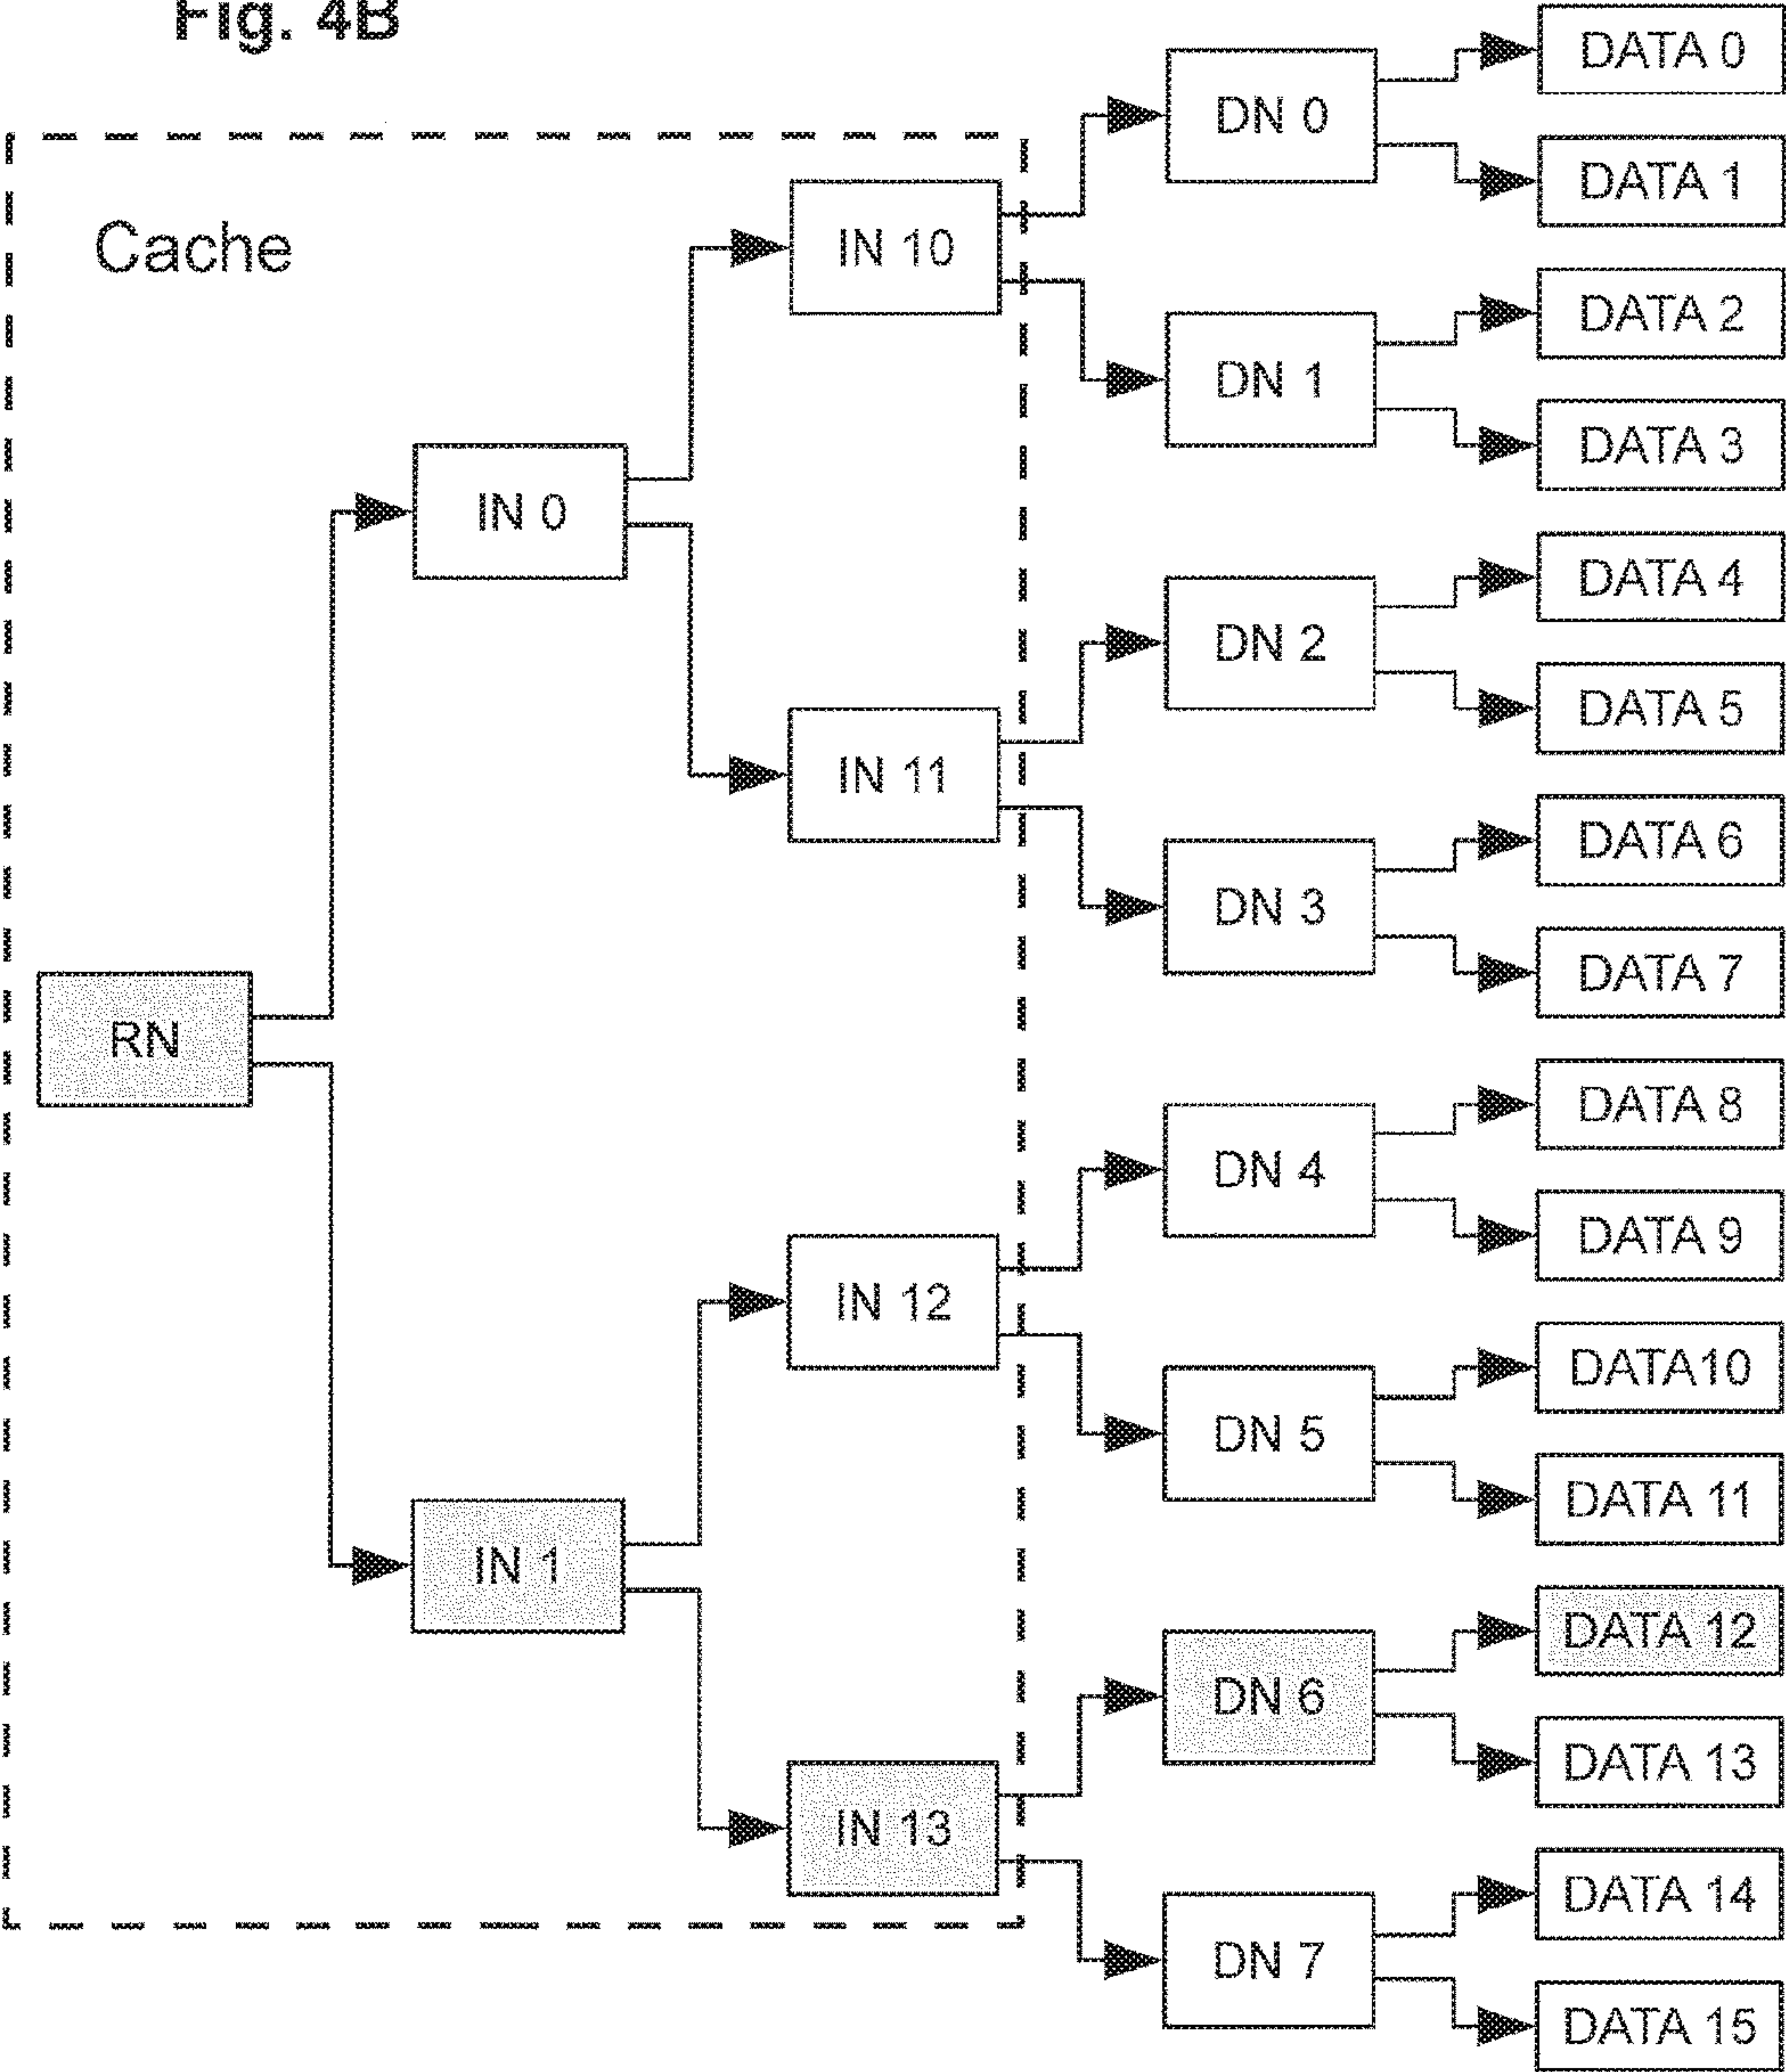 Fig. 4B
Cache
RN
IN 0
IN 1
IN 10
IN 11
IN 12
IN 13
DN 0
DN 1
DN 2
DN 3
DN 4
DN 5
DN 6
DN 7
DATA 0
DATA 1
DATA 2
DATA 3
DATA 4
DATA 5
DATA 6
DATA 7
DATA 8
DATA 9
DATA10
DATA 11
DATA 12
DATA 13
DATA 14
DATA 15